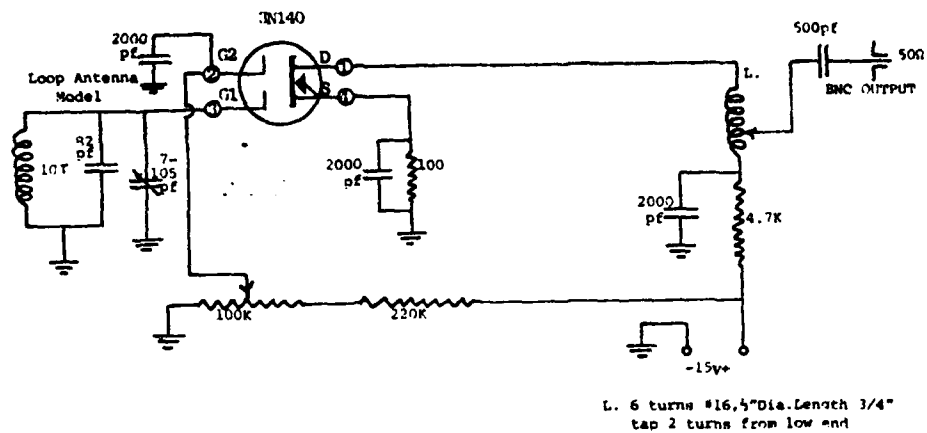 3N140
2000
pf
G2
②
G1
D
S
Loop Antenna
Model
10T
82
pf
7-
105
pf
2000
pf
100
L.
500pf
50Ω
BNC OUTPUT
2000
pf
4.7K
100K
220K
-15v+
L. 6 turns #16,½"Dia.Length 3/4"
tap 2 turns from low end